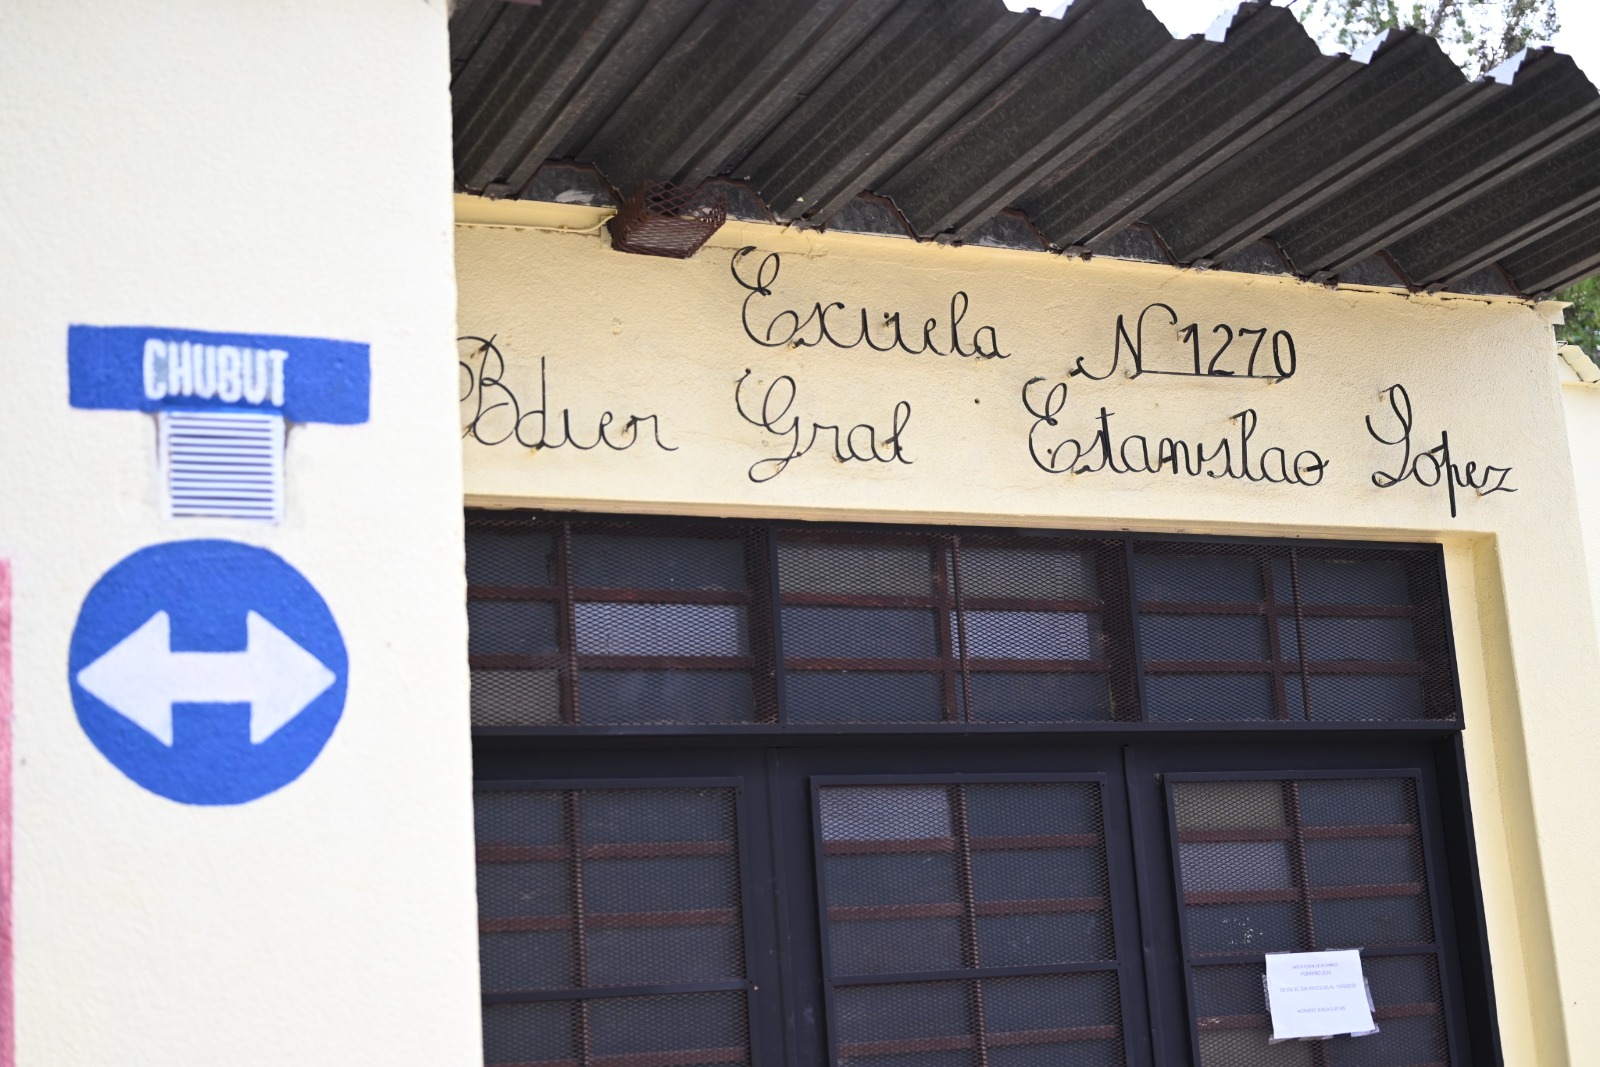 CHUBUT
Escuela N 1270
Bdier Gral Estanislao Lopez